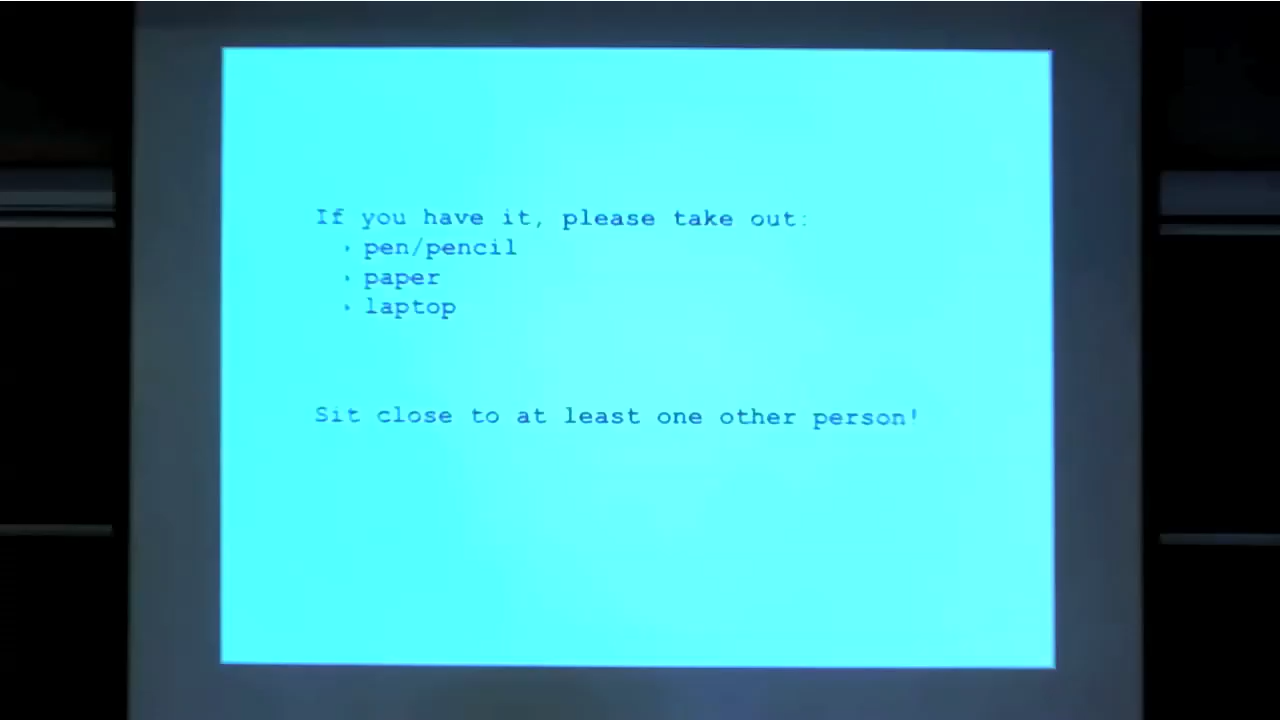 If you have it, please take out:
· pen/pencil
· paper
· laptop
Sit close to at least one other person!